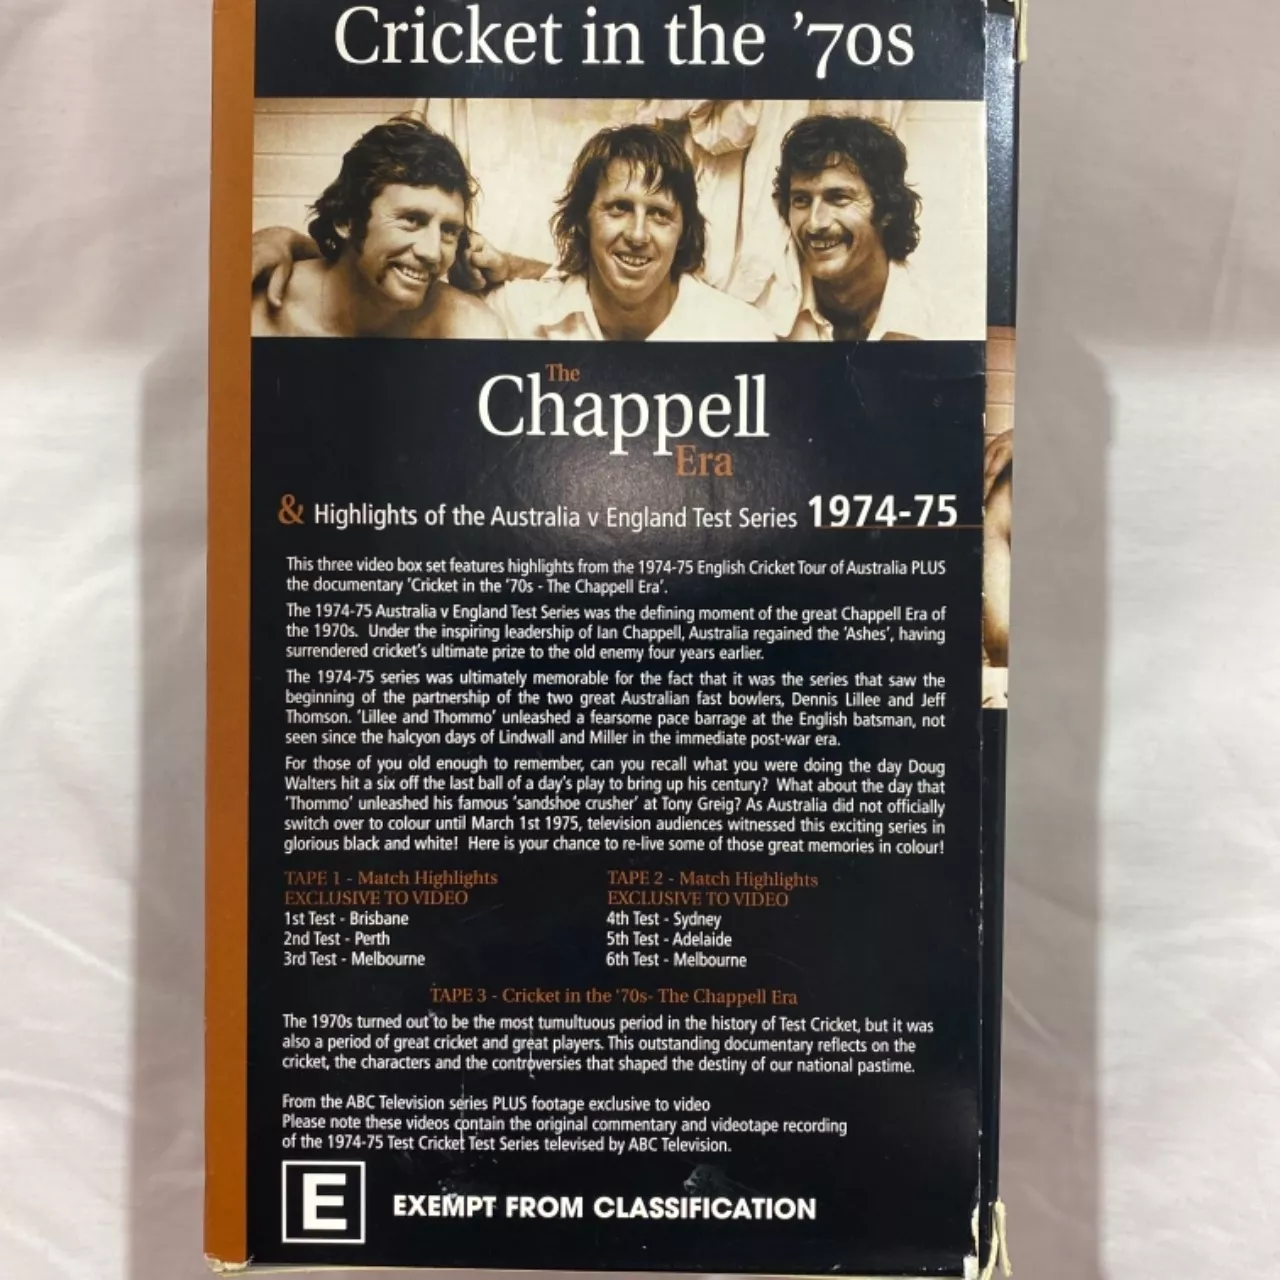 Cricket in the '70s
The
Chappell
Era
& Highlights of the Australia v England Test Series 1974-75
This three video box set features highlights from the 1974-75 English Cricket Tour of Australia PLUS
the documentary 'Cricket in the '70s - The Chappell Era'.
The 1974-75 Australia v England Test Series was the defining moment of the great Chappell Era of
the 1970s. Under the inspiring leadership of Ian Chappell, Australia regained the 'Ashes', having
surrendered cricket's ultimate prize to the old enemy four years earlier.
The 1974-75 series was ultimately memorable for the fact that it was the series that saw the
beginning of the partnership of the two great Australian fast bowlers, Dennis Lillee and Jeff
Thomson. 'Lillee and Thommo' unleashed a fearsome pace barrage at the English batsman, not
seen since the halcyon days of Lindwall and Miller in the immediate post-war era.
For those of you old enough to remember, can you recall what you were doing the day Doug
Walters hit a six off the last ball of a day's play to bring up his century? What about the day that
'Thommo' unleashed his famous 'sandshoe crusher' at Tony Greig? As Australia did not officially
switch over to colour until March 1st 1975, television audiences witnessed this exciting series in
glorious black and white! Here is your chance to re-live some of those great memories in colour!
TAPE 1 - Match Highlights
EXCLUSIVE TO VIDEO
1st Test - Brisbane
2nd Test - Perth
3rd Test - Melbourne
TAPE 2 - Match Highlights
EXCLUSIVE TO VIDEO
4th Test - Sydney
5th Test - Adelaide
6th Test - Melbourne
TAPE 3 - Cricket in the '70s- The Chappell Era
The 1970s turned out to be the most tumultuous period in the history of Test Cricket, but it was
also a period of great cricket and great players. This outstanding documentary reflects on the
cricket, the characters and the controversies that shaped the destiny of our national pastime.
From the ABC Television series PLUS footage exclusive to video
Please note these videos contain the original commentary and videotape recording
of the 1974-75 Test Cricket Test Series televised by ABC Television.
E EXEMPT FROM CLASSIFICATION